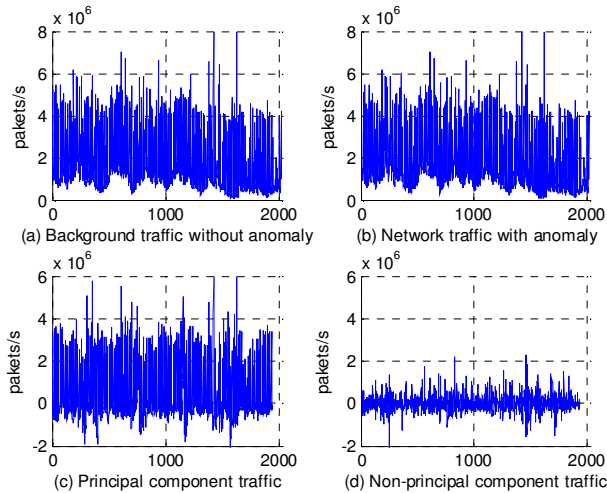 x 10^6
x 10^6
8
6
4
2
0
pakets/s
0
1000
2000
(a) Background traffic without anomaly
8
6
4
2
0
pakets/s
0
1000
2000
(b) Network traffic with anomaly
x 10^6
x 10^6
6
4
2
0
-2
pakets/s
0
1000
2000
(c) Principal component traffic
6
4
2
0
-2
pakets/s
0
1000
2000
(d) Non-principal component traffic